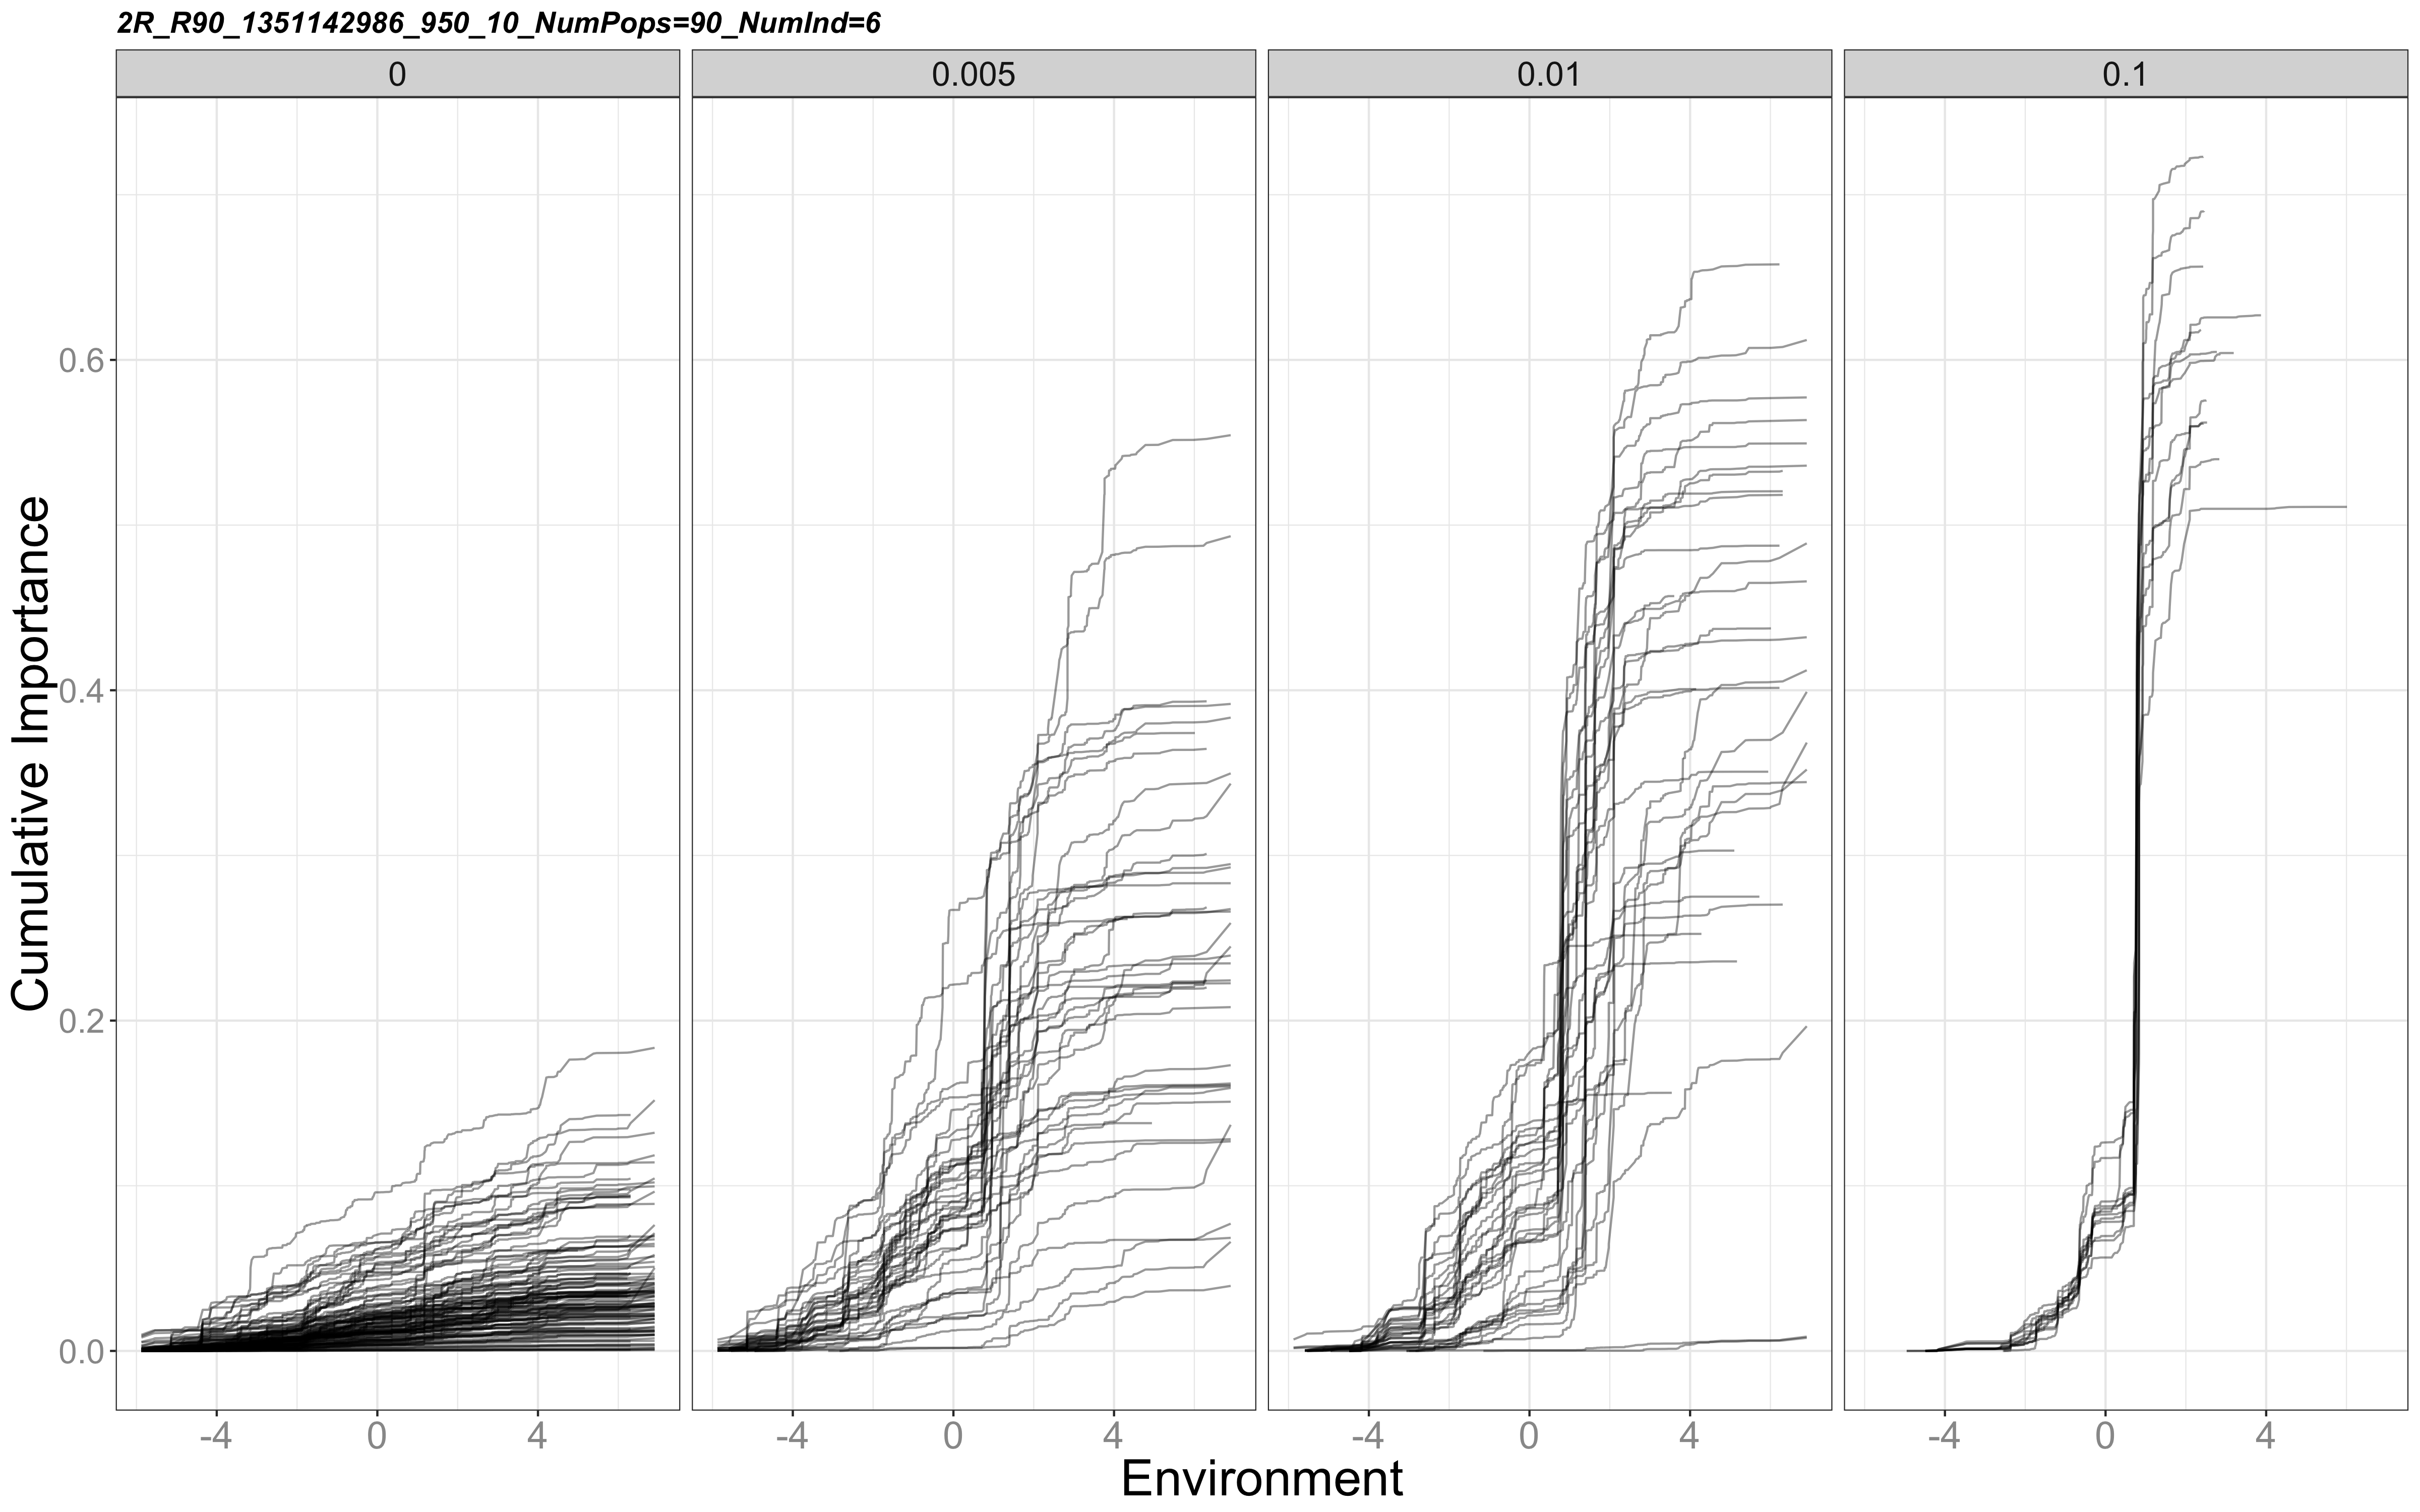 2R_R90_1351142986_950_10_NumPops=90_NumInd=6
0 0.005 0.01 0.1
Cumulative Importance
0.6
0.4
0.2
0.0
-4 0 4 -4 0 4 -4 0 4 -4 0 4
Environment